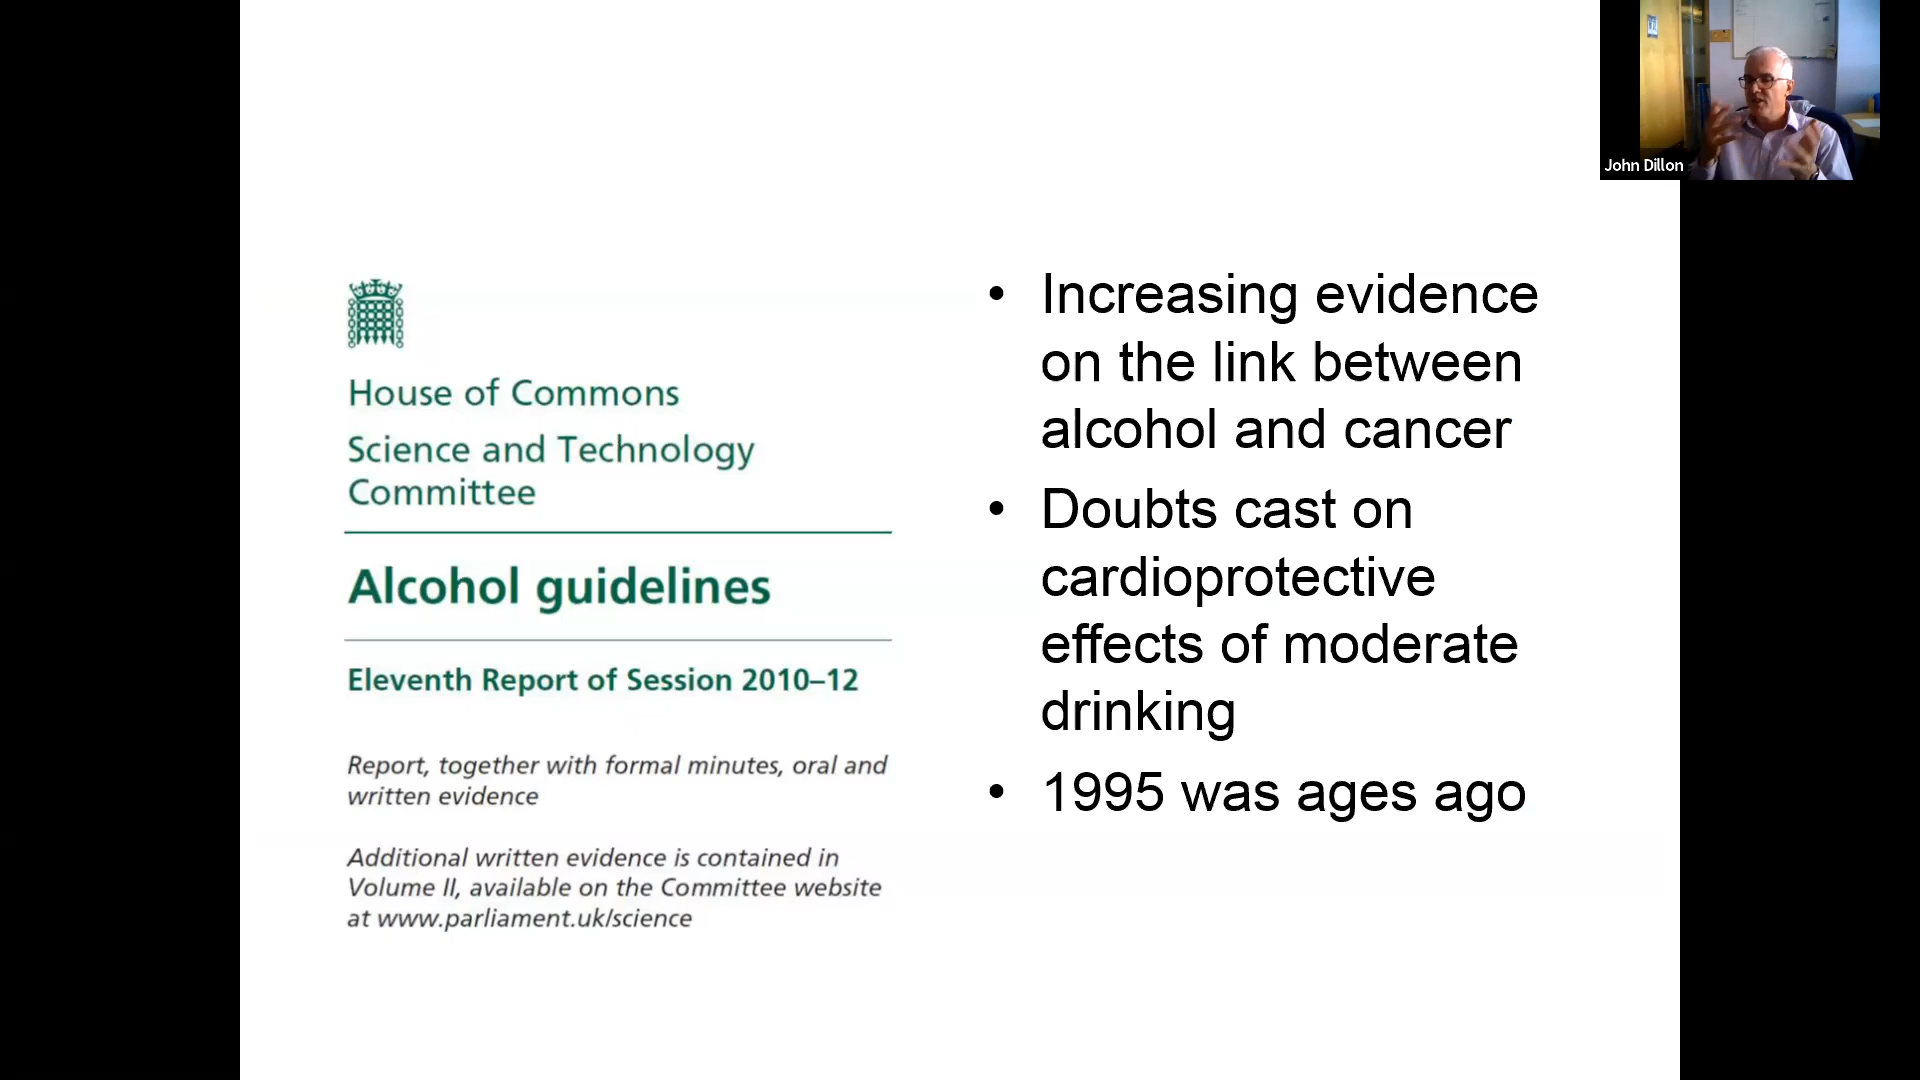 John Dillon
House of Commons
Science and Technology
Committee
Alcohol guidelines
Eleventh Report of Session 2010–12
Report, together with formal minutes, oral and
written evidence
Additional written evidence is contained in
Volume II, available on the Committee website
at www.parliament.uk/science
• Increasing evidence
on the link between
alcohol and cancer
• Doubts cast on
cardioprotective
effects of moderate
drinking
• 1995 was ages ago